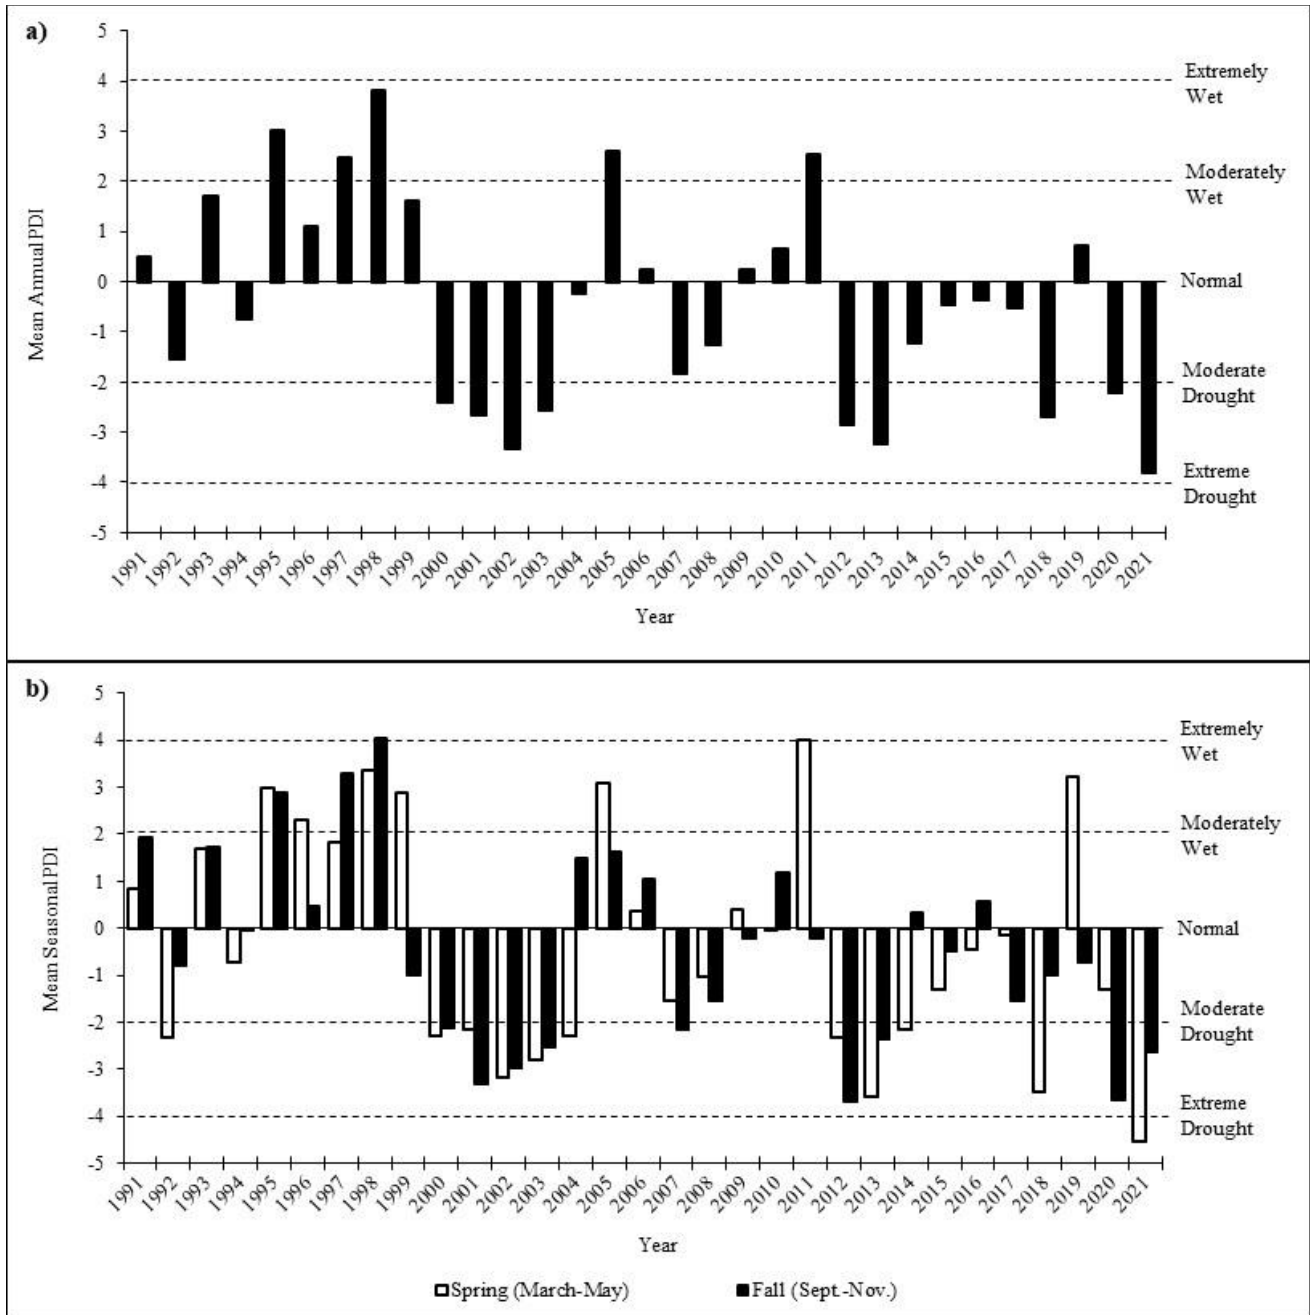 a)
5
4
3
2
1
0
-1
-2
-3
-4
-5
Mean Annual PDI
Extremely
Wet
Moderately
Wet
Normal
Moderate
Drought
Extreme
Drought
1991 1992 1993 1994 1995 1996 1997 1998 1999 2000 2001 2002 2003 2004 2005 2006 2007 2008 2009 2010 2011 2012 2013 2014 2015 2016 2017 2018 2019 2020 2021
Year
b)
5
4
3
2
1
0
-1
-2
-3
-4
-5
Mean Seasonal PDI
Extremely
Wet
Moderately
Wet
Normal
Moderate
Drought
Extreme
Drought
1991 1992 1993 1994 1995 1996 1997 1998 1999 2000 2001 2002 2003 2004 2005 2006 2007 2008 2009 2010 2011 2012 2013 2014 2015 2016 2017 2018 2019 2020 2021
Year
Spring (March-May) Fall (Sept.-Nov.)